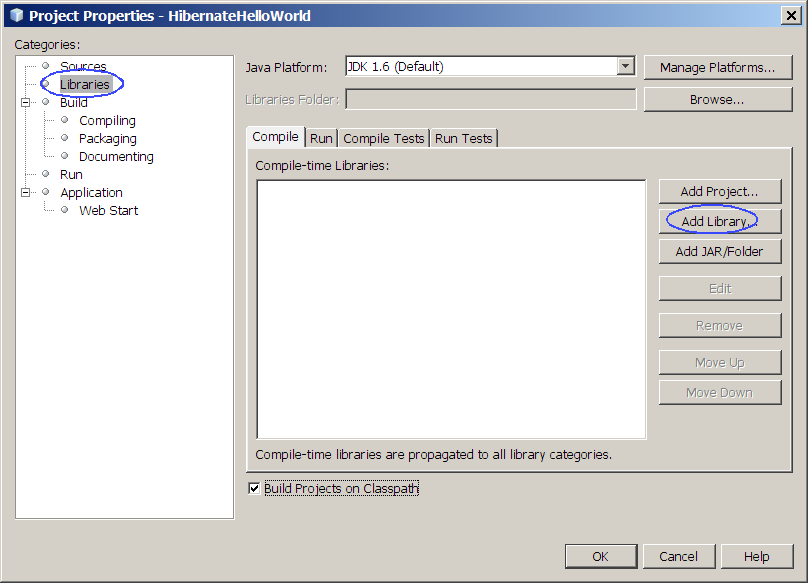 Project Properties - HibernateHelloWorld
Categories:
Sources
Libraries
Build
Compiling
Packaging
Documenting
Run
Application
Web Start
Java Platform: JDK 1.6 (Default) Manage Platforms...
Libraries Folder: Browse...
Compile Run Compile Tests Run Tests
Compile-time Libraries:
Add Project...
Add Library...
Add JAR/Folder
Edit
Remove
Move Up
Move Down
Compile-time libraries are propagated to all library categories.
Build Projects on Classpath
OK Cancel Help